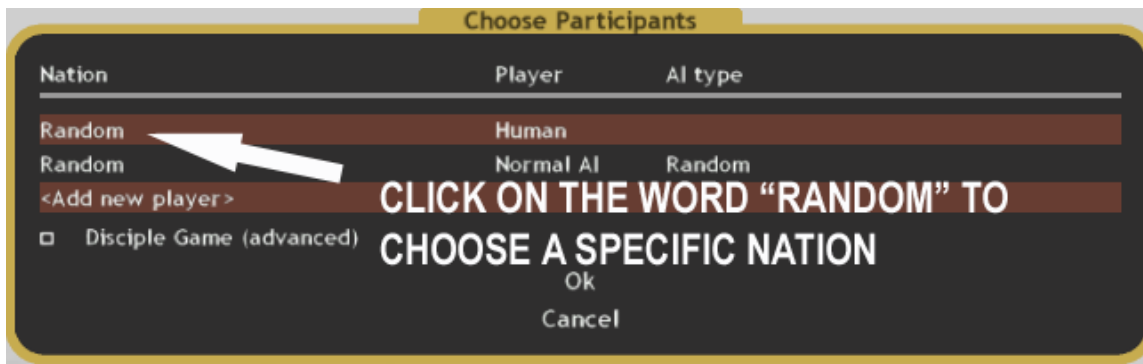 Choose Participants
Nation Player AI type
Random Human
Random Normal AI Random
<Add new player>
CLICK ON THE WORD “RANDOM” TO
Disciple Game (advanced)
CHOOSE A SPECIFIC NATION
Ok
Cancel